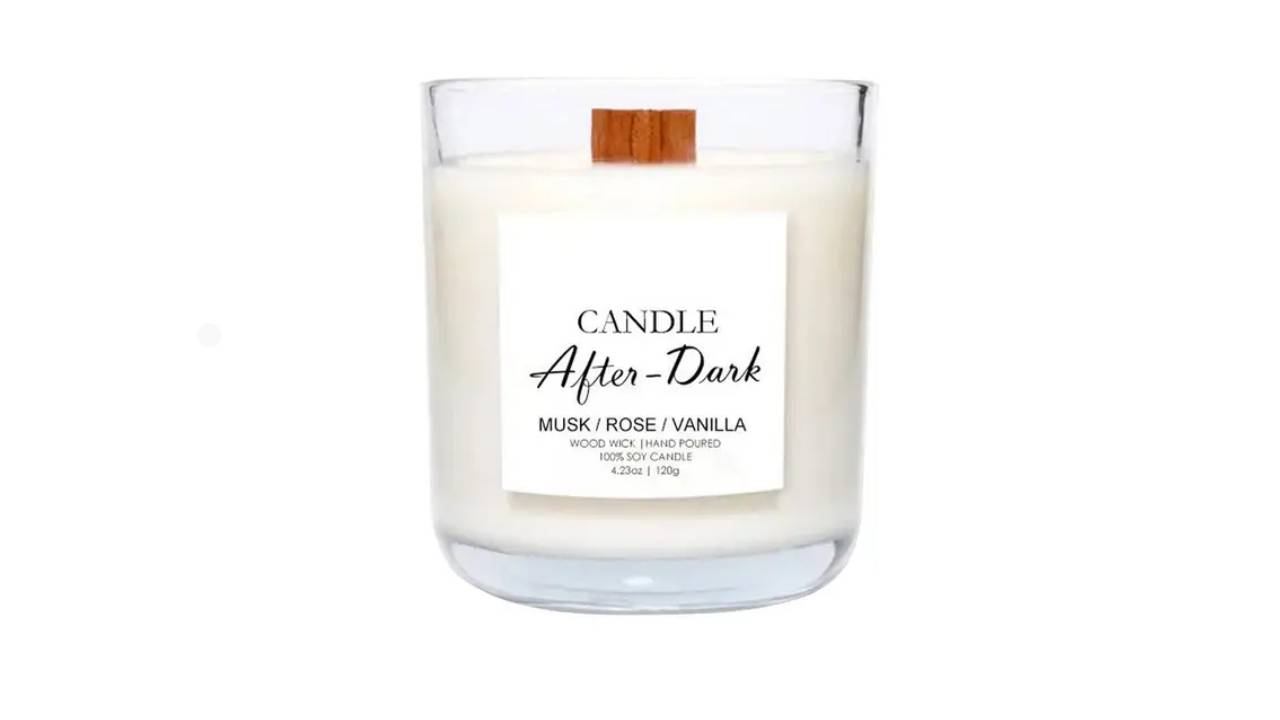 CANDLE
After-Dark
MUSK / ROSE / VANILLA
WOOD WICK | HAND POURED
100% SOY CANDLE
4.23oz | 120g